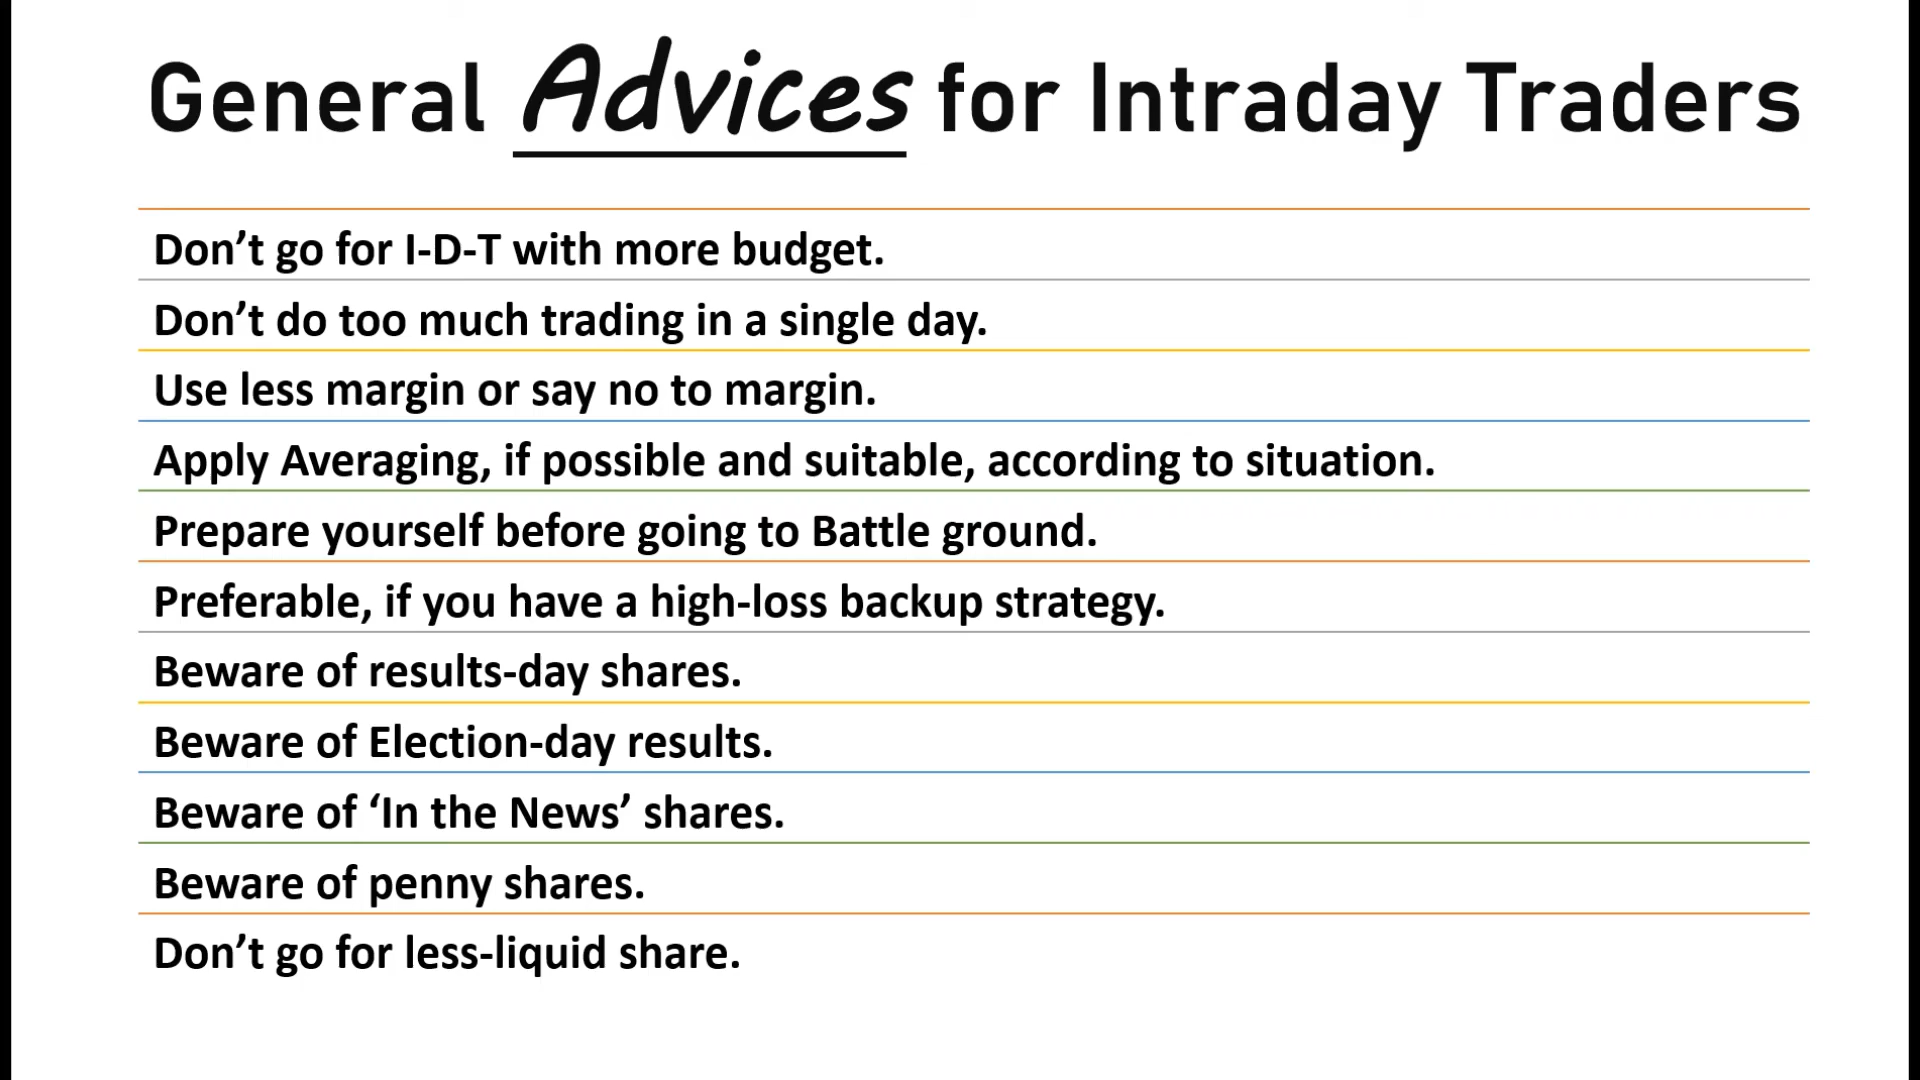 General Advices for Intraday Traders
Don’t go for I-D-T with more budget.
Don’t do too much trading in a single day.
Use less margin or say no to margin.
Apply Averaging, if possible and suitable, according to situation.
Prepare yourself before going to Battle ground.
Preferable, if you have a high-loss backup strategy.
Beware of results-day shares.
Beware of Election-day results.
Beware of ‘In the News’ shares.
Beware of penny shares.
Don’t go for less-liquid share.